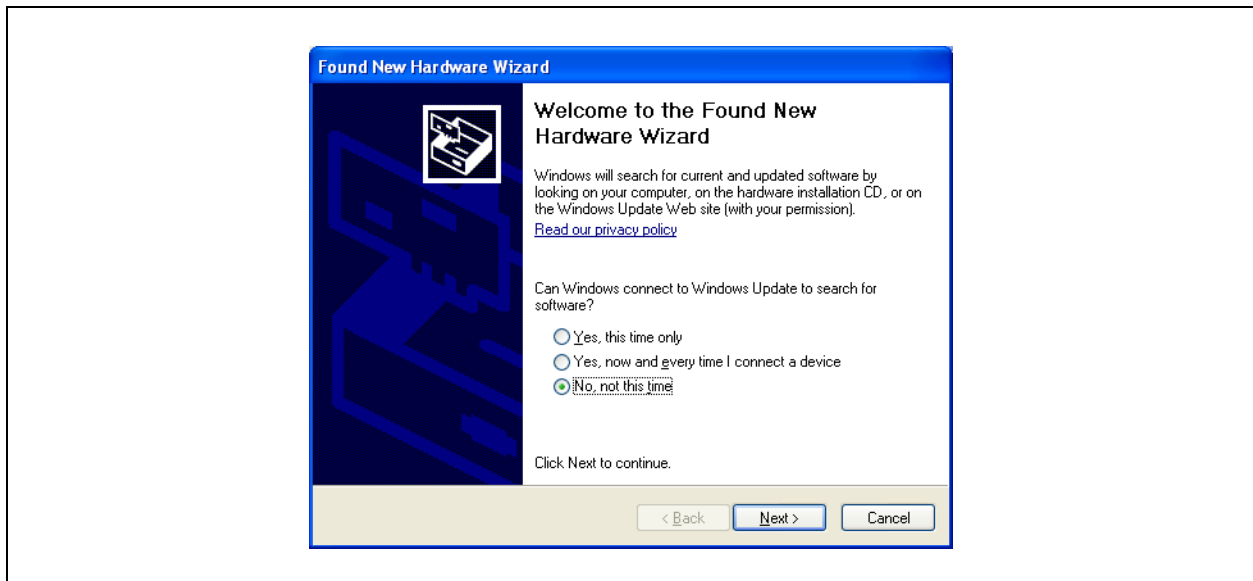 Found New Hardware Wizard
Welcome to the Found New
Hardware Wizard
Windows will search for current and updated software by
looking on your computer, on the hardware installation CD, or on
the Windows Update Web site (with your permission).
Read our privacy policy
Can Windows connect to Windows Update to search for
software?
Yes, this time only
Yes, now and every time I connect a device
No, not this time
Click Next to continue.
< Back
Next >
Cancel